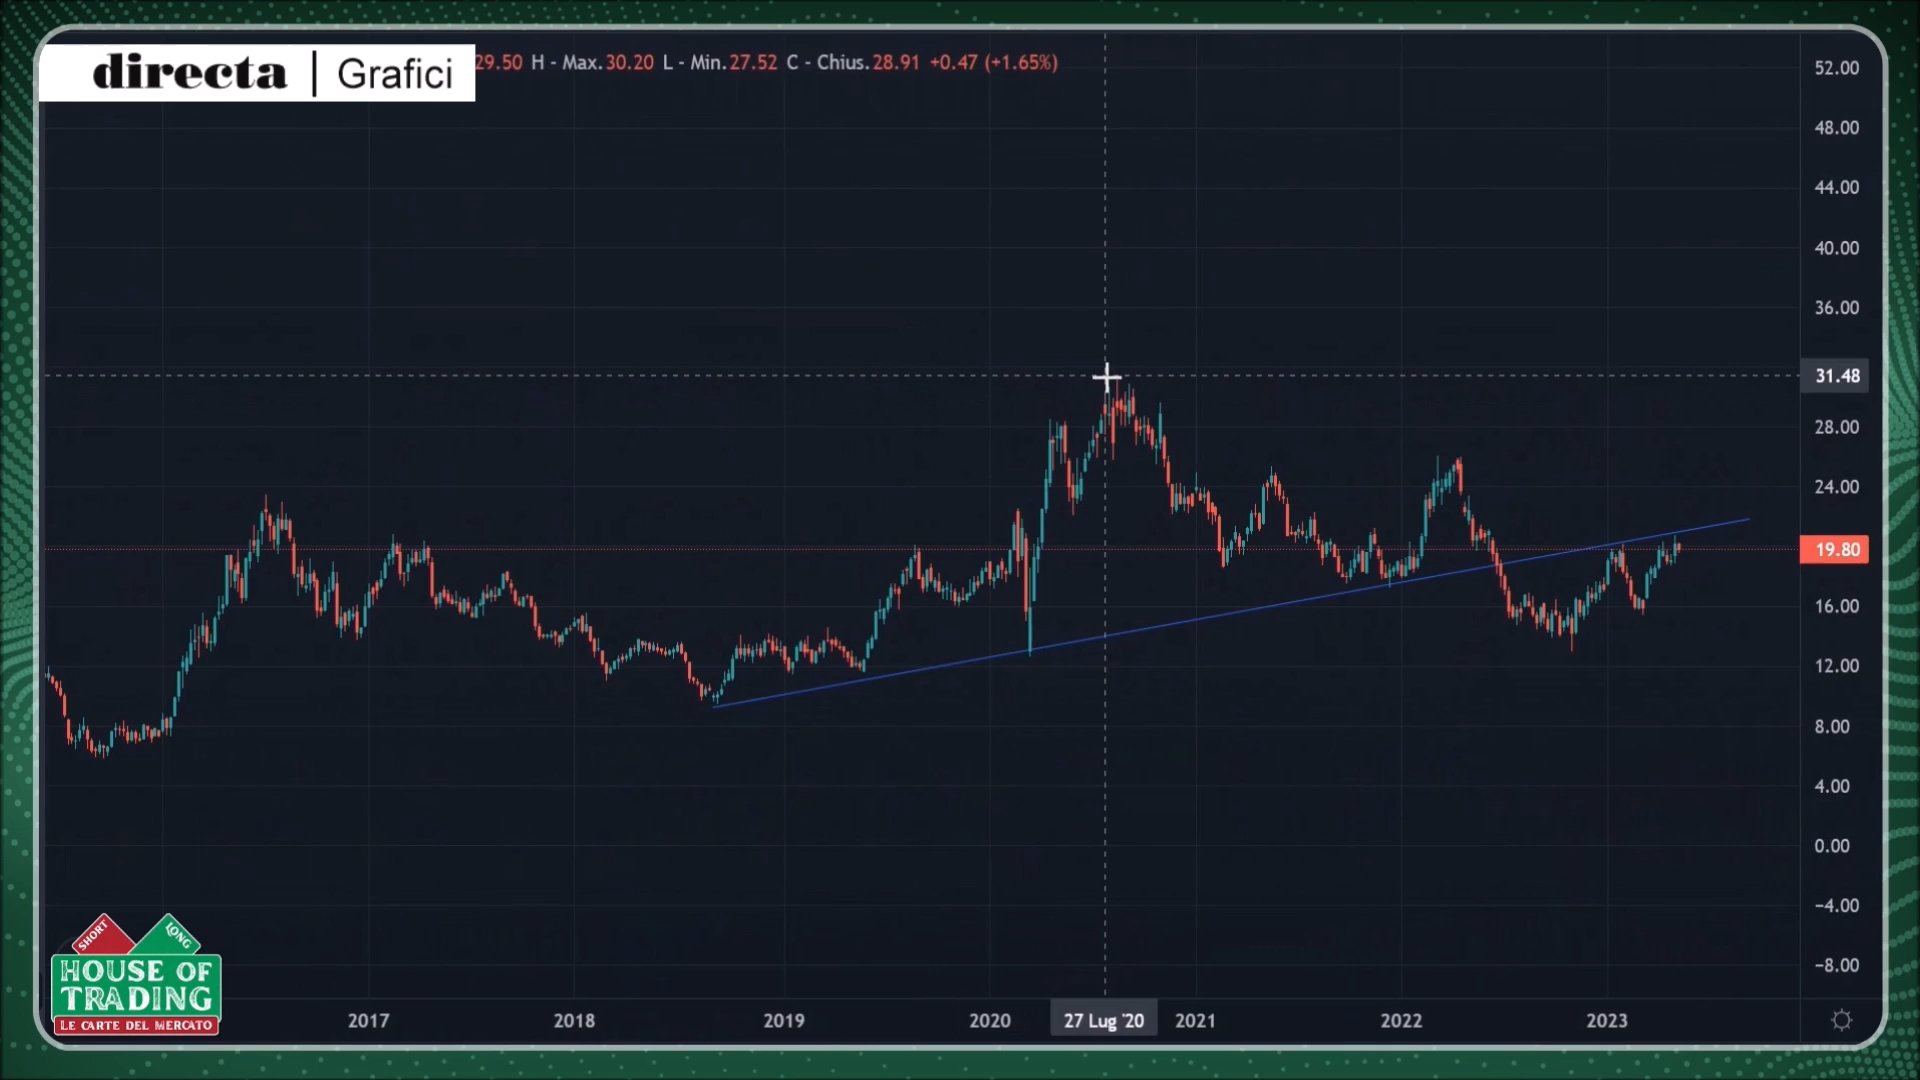 directa | Grafici
29.50 H - Max.30.20 L - Min.27.52 C - Chius.28.91 +0.47 (+1.65%)
52.00
48.00
44.00
40.00
36.00
31.48
28.00
24.00
19.80
16.00
12.00
8.00
4.00
0.00
−4.00
−8.00
SHORT LONG
HOUSE OF
TRADING
LE CARTE DEL MERCATO
2017 2018 2019 2020 27 Lug '20 2021 2022 2023